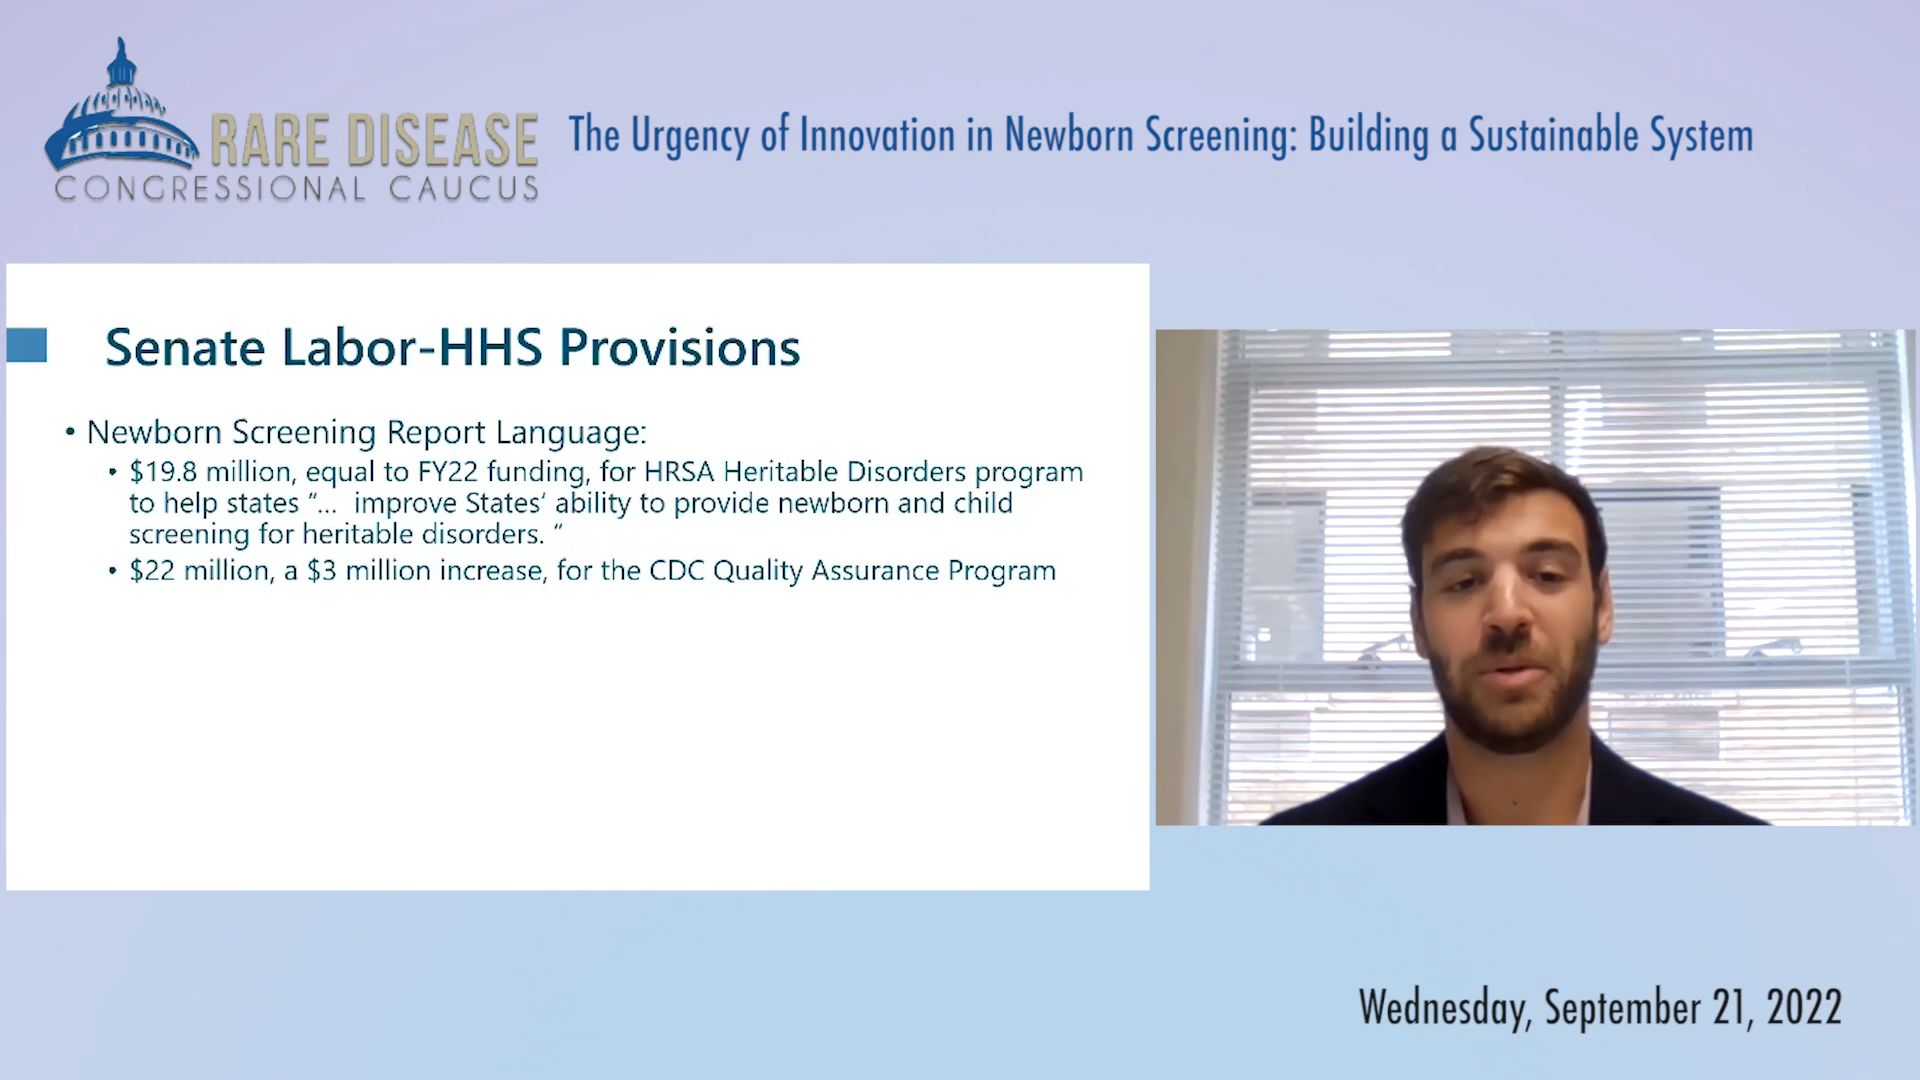 RARE DISEASE
CONGRESSIONAL CAUCUS
The Urgency of Innovation in Newborn Screening: Building a Sustainable System
Senate Labor-HHS Provisions
• Newborn Screening Report Language:
• $19.8 million, equal to FY22 funding, for HRSA Heritable Disorders program
to help states “… improve States’ ability to provide newborn and child
screening for heritable disorders. “
• $22 million, a $3 million increase, for the CDC Quality Assurance Program
Wednesday, September 21, 2022